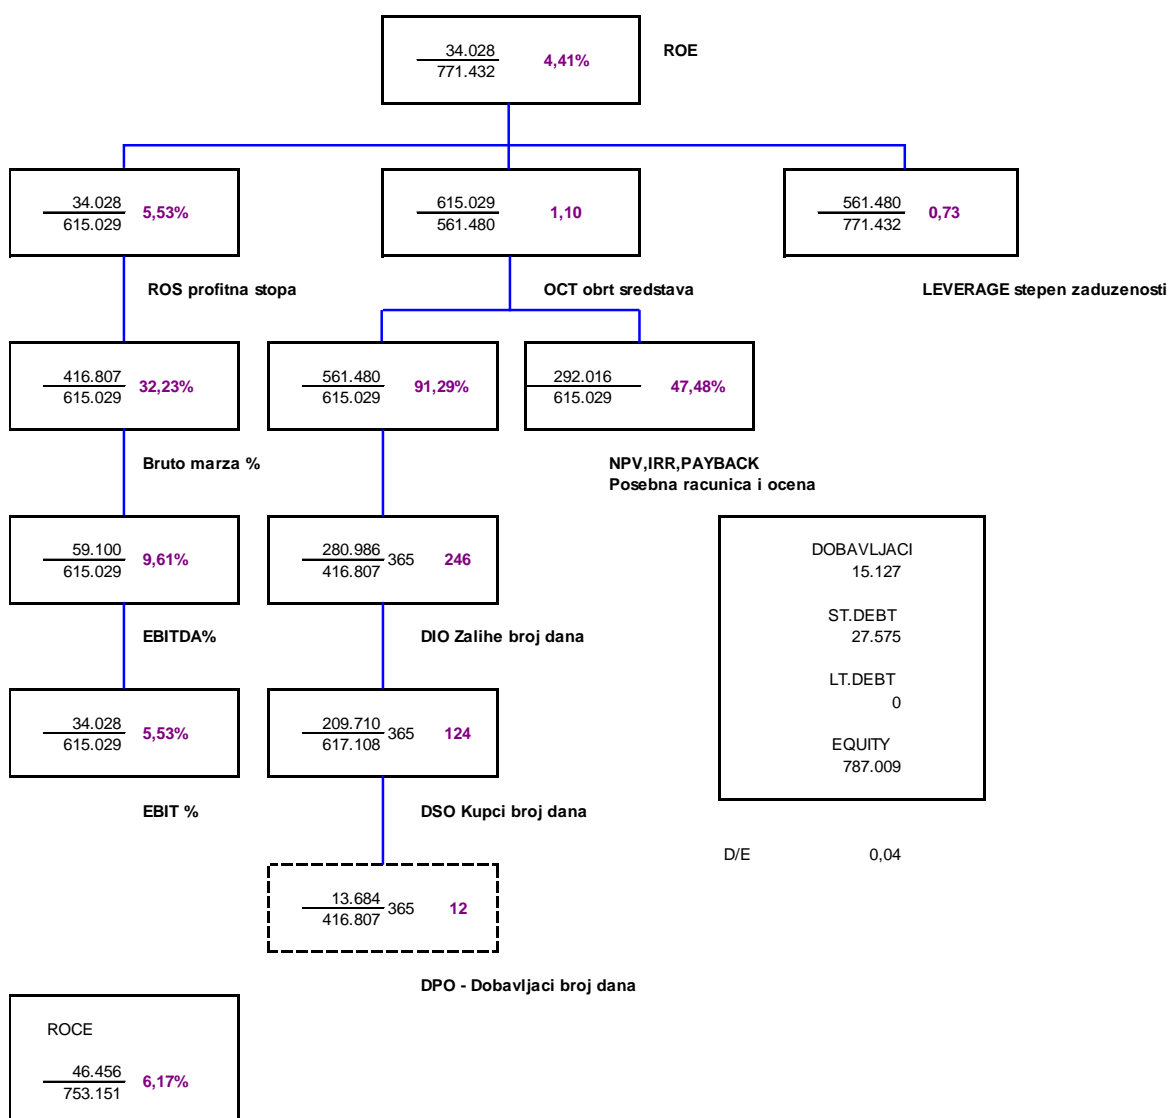 34.028
771.432
4,41%
ROE
34.028
615.029
5,53%
615.029
561.480
1,10
561.480
771.432
0,73
ROS profitna stopa
OCT obrt sredstava
LEVERAGE stepen zaduzenosti
416.807
615.029
32,23%
561.480
615.029
91,29%
292.016
615.029
47,48%
Bruto marza %
NPV,IRR,PAYBACK
Posebna racunica i ocena
59.100
615.029
9,61%
280.986
416.807
365
246
DOBAVLJACI
15.127
ST.DEBT
27.575
LT.DEBT
0
EQUITY
787.009
EBITDA%
DIO Zalihe broj dana
34.028
615.029
5,53%
209.710
617.108
365
124
EBIT %
DSO Kupci broj dana
D/E 0,04
13.684
416.807
365
12
DPO - Dobavljaci broj dana
ROCE
46.456
753.151
6,17%